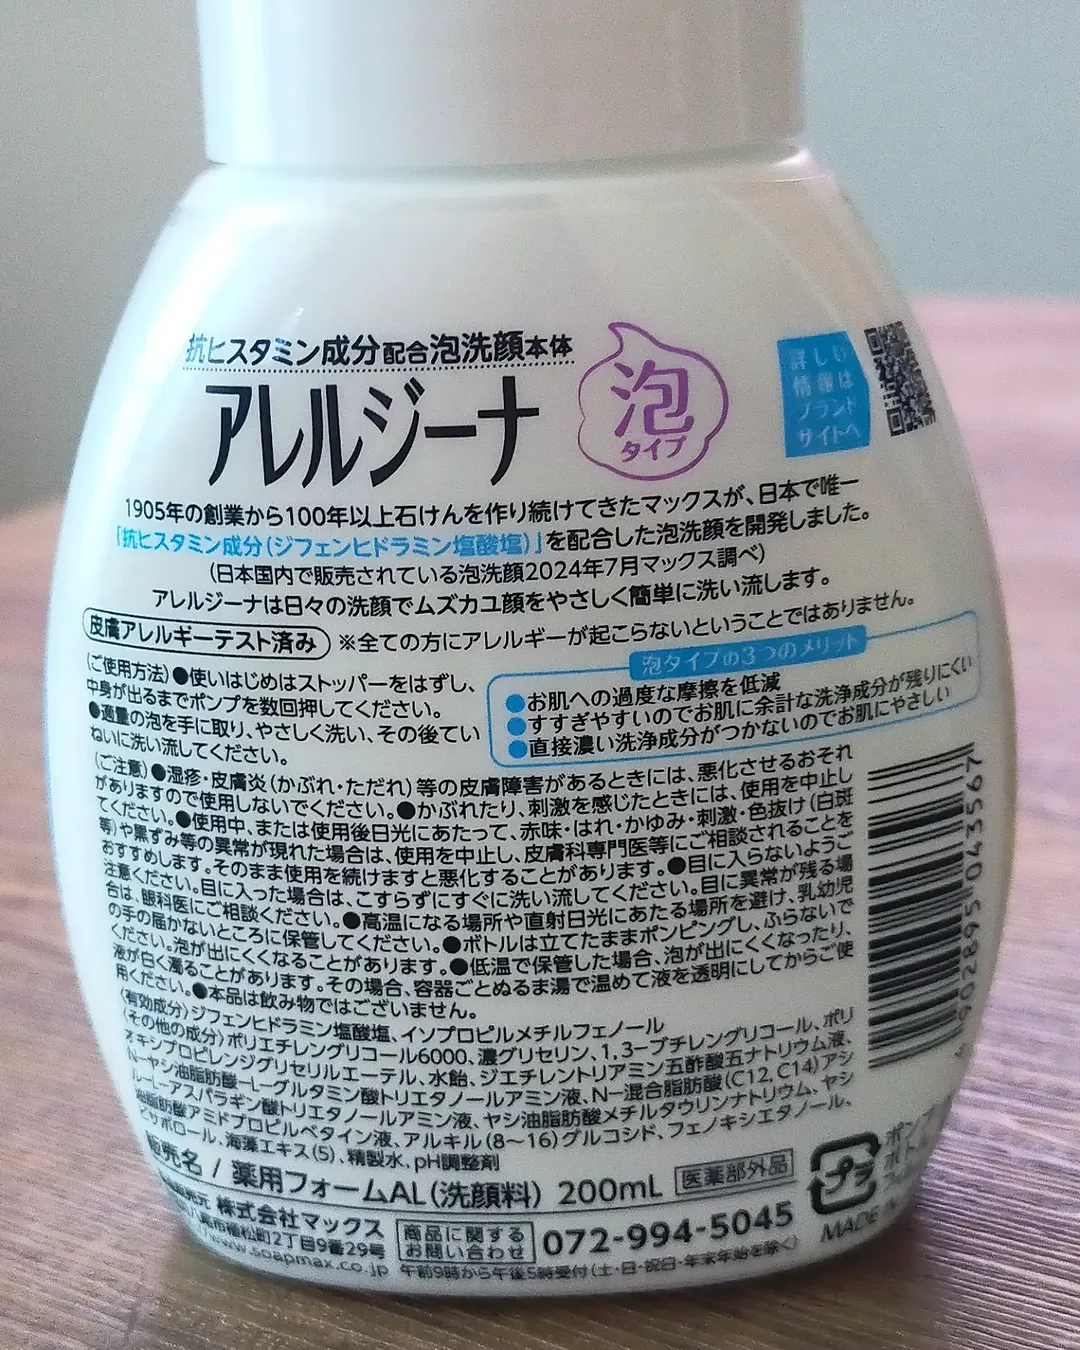 抗ヒスタミン成分配合泡洗顔本体
アレルジーナ
泡
タイプ
詳しい
情報は
ブランド
サイトへ
1905年の創業から100年以上石けんを作り続けてきたマックスが、日本で唯一
「抗ヒスタミン成分(ジフェンヒドラミン塩酸塩)」を配合した泡洗顔を開発しました。
(日本国内で販売されている泡洗顔2024年7月マックス調べ)
アレルジーナは日々の洗顔でムズカユ顔をやさしく簡単に洗い流します。
皮膚アレルギーテスト済み ※全ての方にアレルギーが起こらないということではありません。
(ご使用方法)●使いはじめはストッパーをはずし、
中身が出るまでポンプを数回押してください。
●適量の泡を手に取り、やさしく洗い、その後てい
ねいに洗い流してください。
泡タイプの3つのメリット
●お肌への過度な摩擦を低減
●すすぎやすいのでお肌に余計な洗浄成分が残りにくい
●直接濃い洗浄成分がつかないのでお肌にやさしい
(ご注意)●湿疹・皮膚炎(かぶれ・ただれ)等の皮膚障害があるときには、悪化させるおそれ
がありますので使用しないでください。●かぶれたり、刺激を感じたときには、使用を中止し
てください。●使用中、または使用後日光にあたって、赤味・はれ・かゆみ・刺激・色抜け(白斑
等)や黒ずみ等の異常が現れた場合は、使用を中止し、皮膚科専門医等にご相談されることを
おすすめします。そのまま使用を続けますと悪化することがあります。●目に入らないようご
注意ください。目に入った場合は、こすらずにすぐに洗い流してください。目に異常が残る場
合は、眼科医にご相談ください。●高温になる場所や直射日光にあたる場所を避け、乳幼児
の手の届かないところに保管してください。●ボトルは立てたままポンピングし、ふらないで
ください。泡が出にくくなることがあります。●低温で保管した場合、泡が出にくくなったり、
液が白く濁ることがあります。その場合、容器ごとぬるま湯で温めて液を透明にしてからご使
用ください。●本品は飲み物ではございません。
(有効成分)ジフェンヒドラミン塩酸塩、イソプロピルメチルフェノール
(その他の成分)ポリエチレングリコール6000、濃グリセリン、1,3-ブチレングリコール、ポリ
オキシプロピレンジグリセリルエーテル、水飴、ジエチレントリアミン五酢酸五ナトリウム液、
N-ヤシ油脂肪酸-L-グルタミン酸トリエタノールアミン液、N-混合脂肪酸(C12,C14)アシ
ル-L-アスパラギン酸トリエタノールアミン液、ヤシ油脂肪酸メチルタウリンナトリウム、ヤシ
油脂肪酸アミドプロピルベタイン液、アルキル(8~16)グルコシド、フェノキシエタノール、
ビサボロール、海藻エキス(5)、精製水、pH調整剤
販売名/薬用フォームAL(洗顔料) 200mL 医薬部外品
販売元 株式会社マックス
八尾市植松町2丁目9番29号
www.soapmax.co.jp
商品に関する
お問い合わせ
072-994-5045
午前9時から午後5時受付(土・日・祝日・年末年始を除く)
プラ
ポンプ
ボト
MADE
4 902895 043567